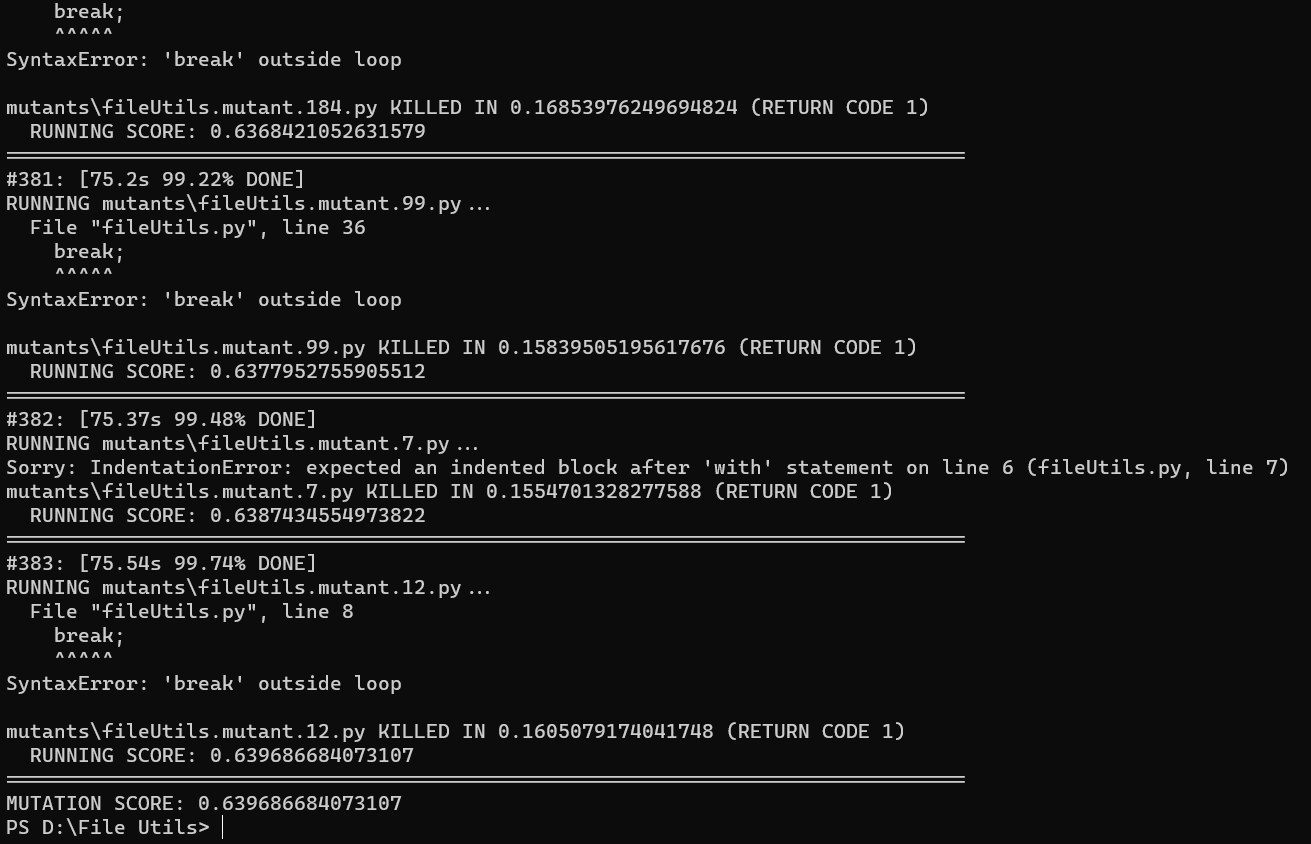 break;
    ^^^^^
SyntaxError: 'break' outside loop

mutants\fileUtils.mutant.184.py KILLED IN 0.16853976249694824 (RETURN CODE 1)
  RUNNING SCORE: 0.6368421052631579
================================================================================
#381: [75.2s 99.22% DONE]
RUNNING mutants\fileUtils.mutant.99.py...
  File "fileUtils.py", line 36
    break;
    ^^^^^
SyntaxError: 'break' outside loop

mutants\fileUtils.mutant.99.py KILLED IN 0.15839505195617676 (RETURN CODE 1)
  RUNNING SCORE: 0.6377952755905512
================================================================================
#382: [75.37s 99.48% DONE]
RUNNING mutants\fileUtils.mutant.7.py...
Sorry: IndentationError: expected an indented block after 'with' statement on line 6 (fileUtils.py, line 7)
mutants\fileUtils.mutant.7.py KILLED IN 0.1554701328277588 (RETURN CODE 1)
  RUNNING SCORE: 0.6387434554973822
================================================================================
#383: [75.54s 99.74% DONE]
RUNNING mutants\fileUtils.mutant.12.py...
  File "fileUtils.py", line 8
    break;
    ^^^^^
SyntaxError: 'break' outside loop

mutants\fileUtils.mutant.12.py KILLED IN 0.1605079174041748 (RETURN CODE 1)
  RUNNING SCORE: 0.639686684073107
================================================================================
MUTATION SCORE: 0.639686684073107
PS D:\File Utils>